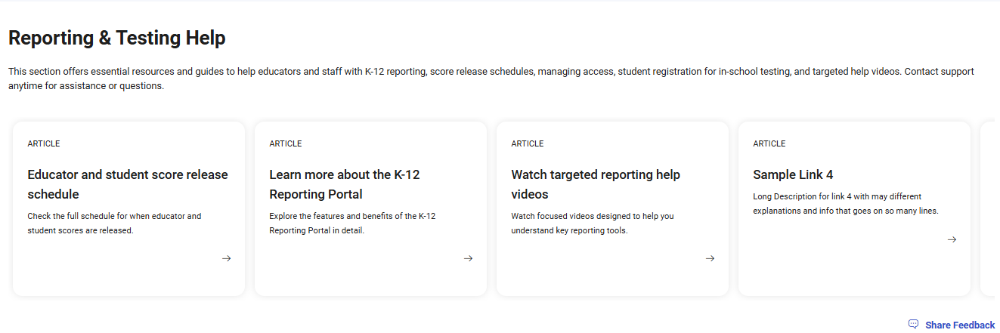 Reporting & Testing Help
This section offers essential resources and guides to help educators and staff with K-12 reporting, score release schedules, managing access, student registration for in-school testing, and targeted help videos. Contact support
anytime for assistance or questions.
ARTICLE
Educator and student score release
schedule
Check the full schedule for when educator and
student scores are released.
ARTICLE
Learn more about the K-12
Reporting Portal
Explore the features and benefits of the K-12
Reporting Portal in detail.
ARTICLE
Watch targeted reporting help
videos
Watch focused videos designed to help you
understand key reporting tools.
ARTICLE
Sample Link 4
Long Description for link 4 with may different
explanations and info that goes on so many lines.
Share Feedback